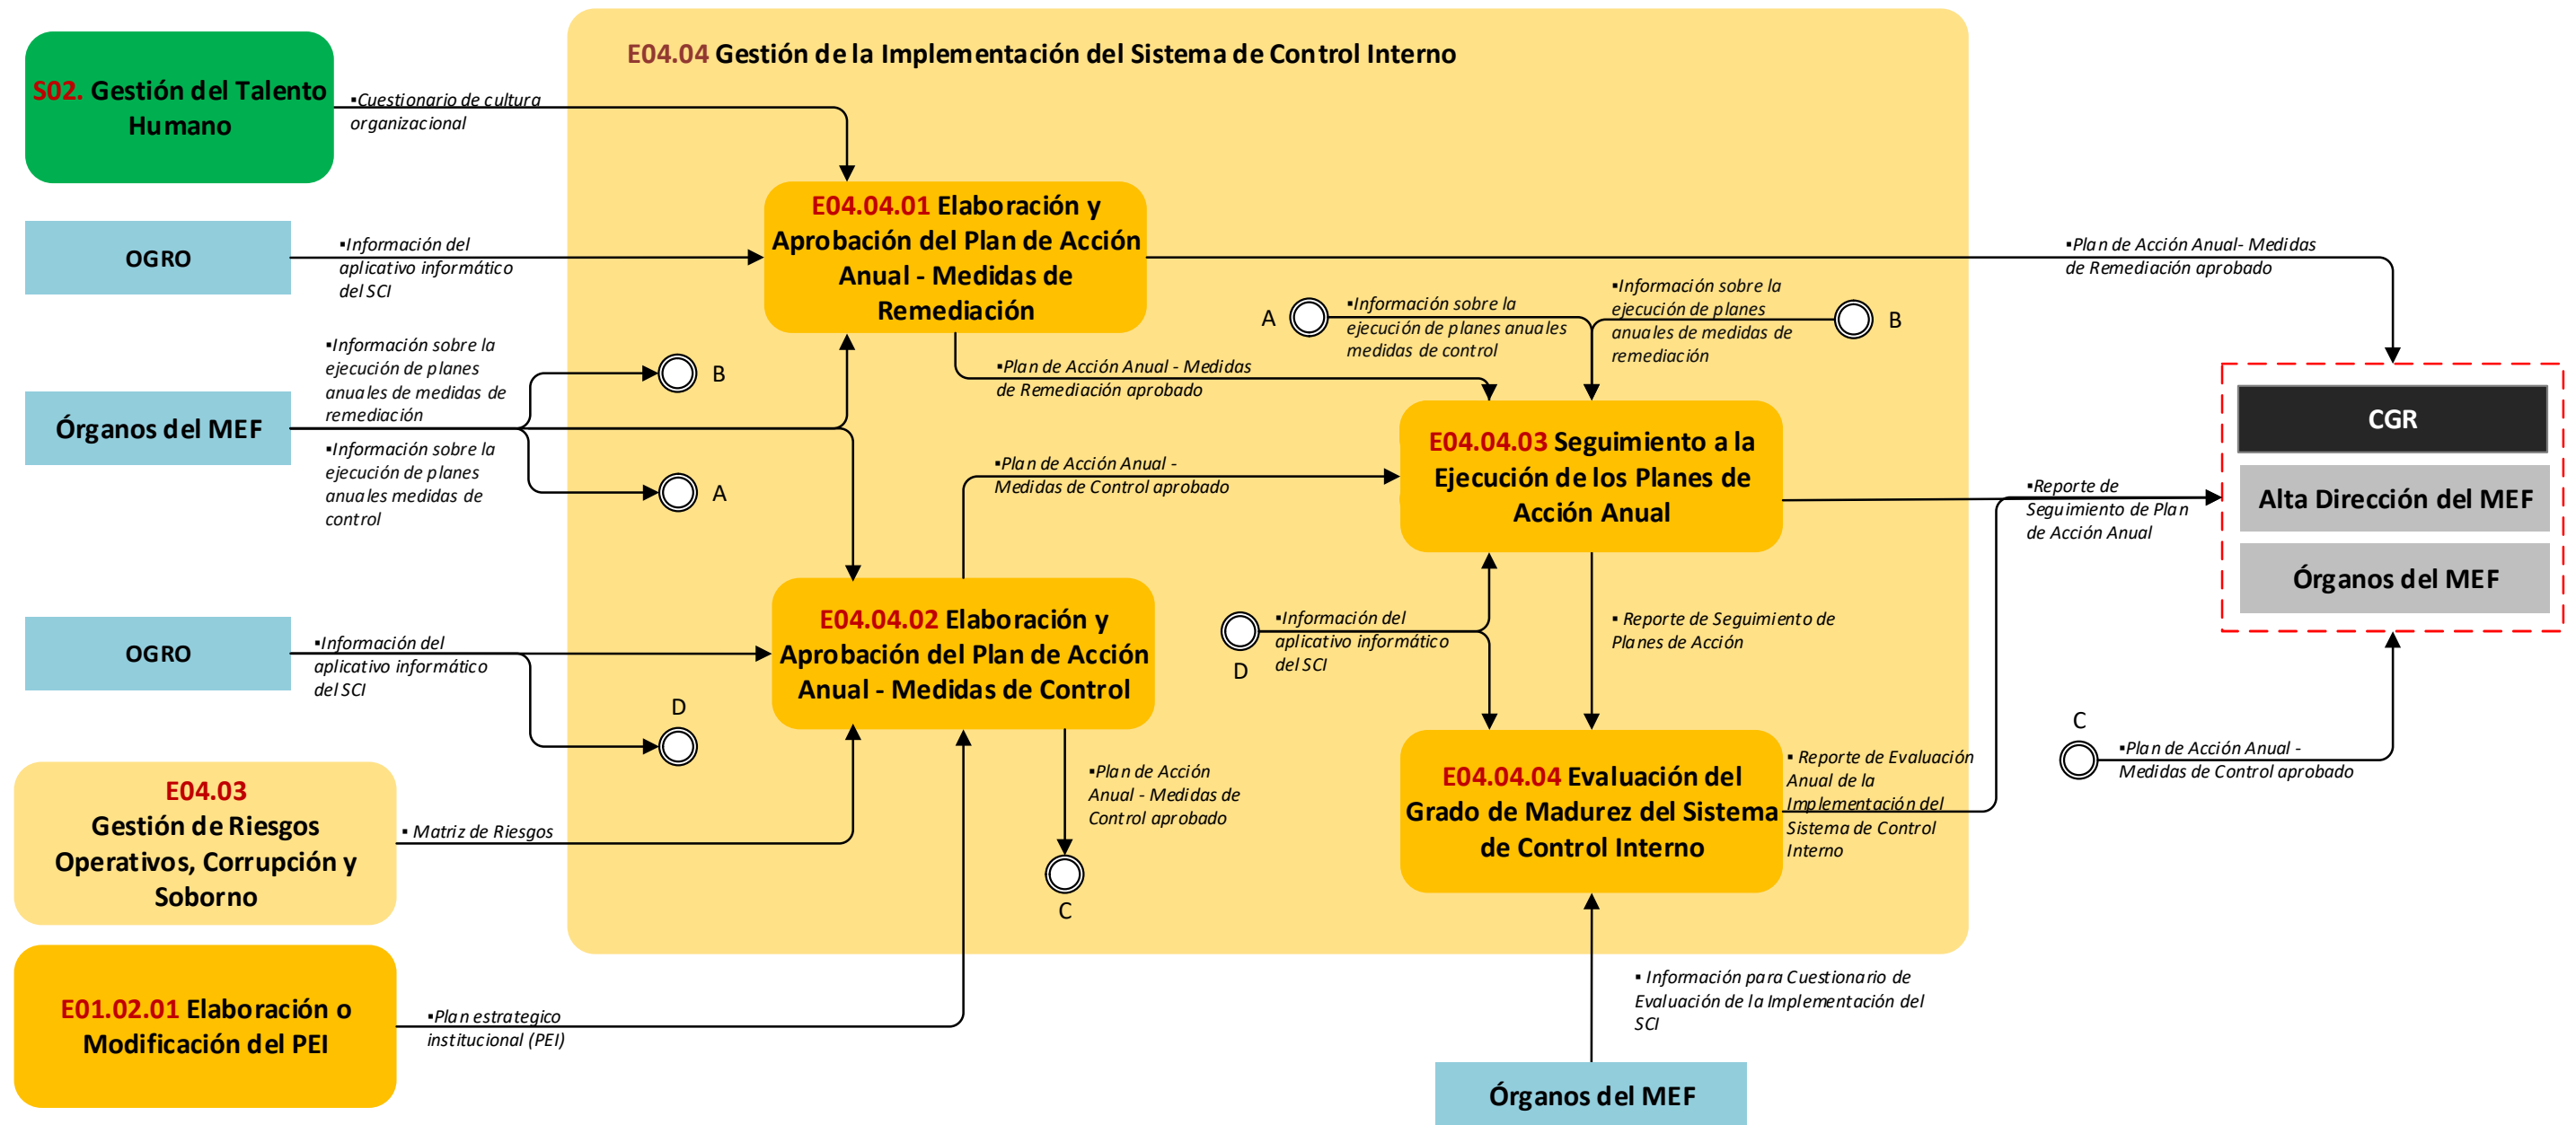 E04.04 Gestión de la Implementación del Sistema de Control Interno
S02. Gestión del Talento
Humano
▪Cuestionario de cultura
organizacional
OGRO
▪Información del
aplicativo informático
del SCI
Órganos del MEF
▪Información sobre la
ejecución de planes
anuales de medidas de
remediación
▪Información sobre la
ejecución de planes
anuales medidas de
control
B
A
OGRO
▪Información del
aplicativo informático
del SCI
D
E04.03
Gestión de Riesgos
Operativos, Corrupción y
Soborno
▪ Matriz de Riesgos
E01.02.01 Elaboración o
Modificación del PEI
▪Plan estrategico
institucional (PEI)
E04.04.01 Elaboración y
Aprobación del Plan de Acción
Anual - Medidas de
Remediación
▪Plan de Acción Anual - Medidas
de Remediación aprobado
E04.04.02 Elaboración y
Aprobación del Plan de Acción
Anual - Medidas de Control
▪Plan de Acción Anual -
Medidas de Control aprobado
▪Plan de Acción
Anual - Medidas de
Control aprobado
C
A
▪Información sobre la
ejecución de planes anuales
medidas de control
▪Información sobre la
ejecución de planes
anuales de medidas de
remediación
B
E04.04.03 Seguimiento a la
Ejecución de los Planes de
Acción Anual
D
▪Información del
aplicativo informático
del SCI
▪ Reporte de Seguimiento de
Planes de Acción
E04.04.04 Evaluación del
Grado de Madurez del Sistema
de Control Interno
▪ Reporte de Evaluación
Anual de la
Implementación del
Sistema de Control
Interno
▪ Información para Cuestionario de
Evaluación de la Implementación del
SCI
Órganos del MEF
▪Plan de Acción Anual- Medidas
de Remediación aprobado
▪Reporte de
Seguimiento de Plan
de Acción Anual
CGR
Alta Dirección del MEF
Órganos del MEF
C
▪Plan de Acción Anual -
Medidas de Control aprobado